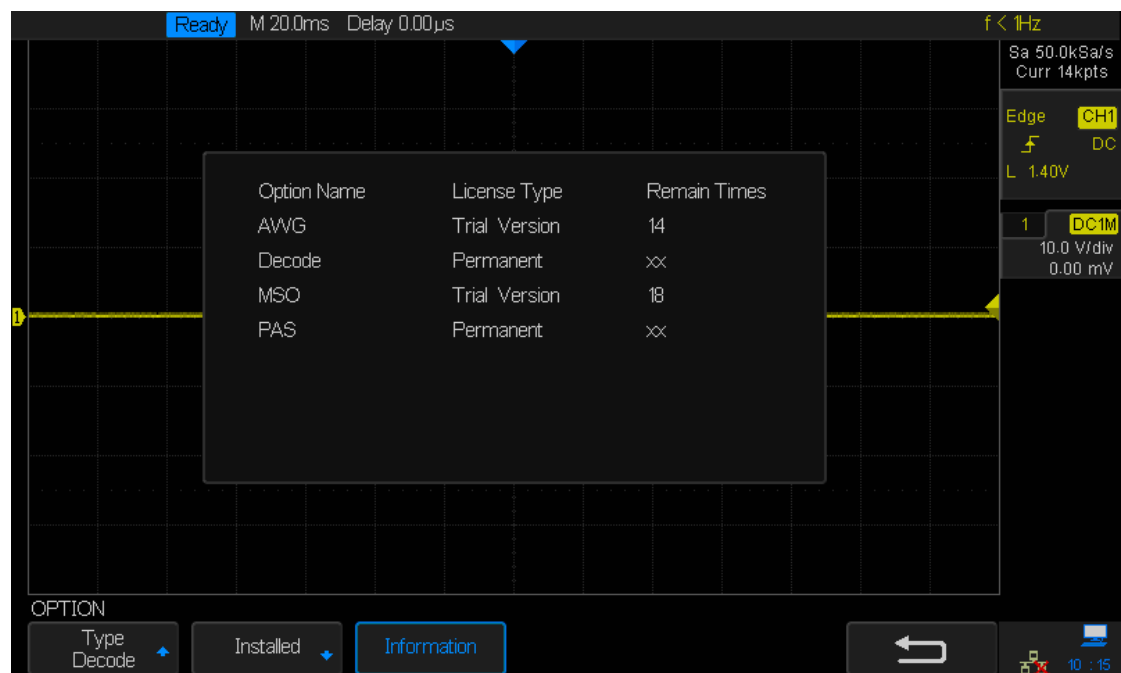 Ready M 20.0ms Delay 0.00µs f < 1Hz
Sa 50.0kSa/s
Curr 14kpts
Edge CH1
DC
L 1.40V
1 DC1M
10.0 V/div
0.00 mV
Option Name License Type Remain Times
AWG Trial Version 14
Decode Permanent xx
MSO Trial Version 18
PAS Permanent xx
1
OPTION
Type
Decode
Installed
Information
10 : 15